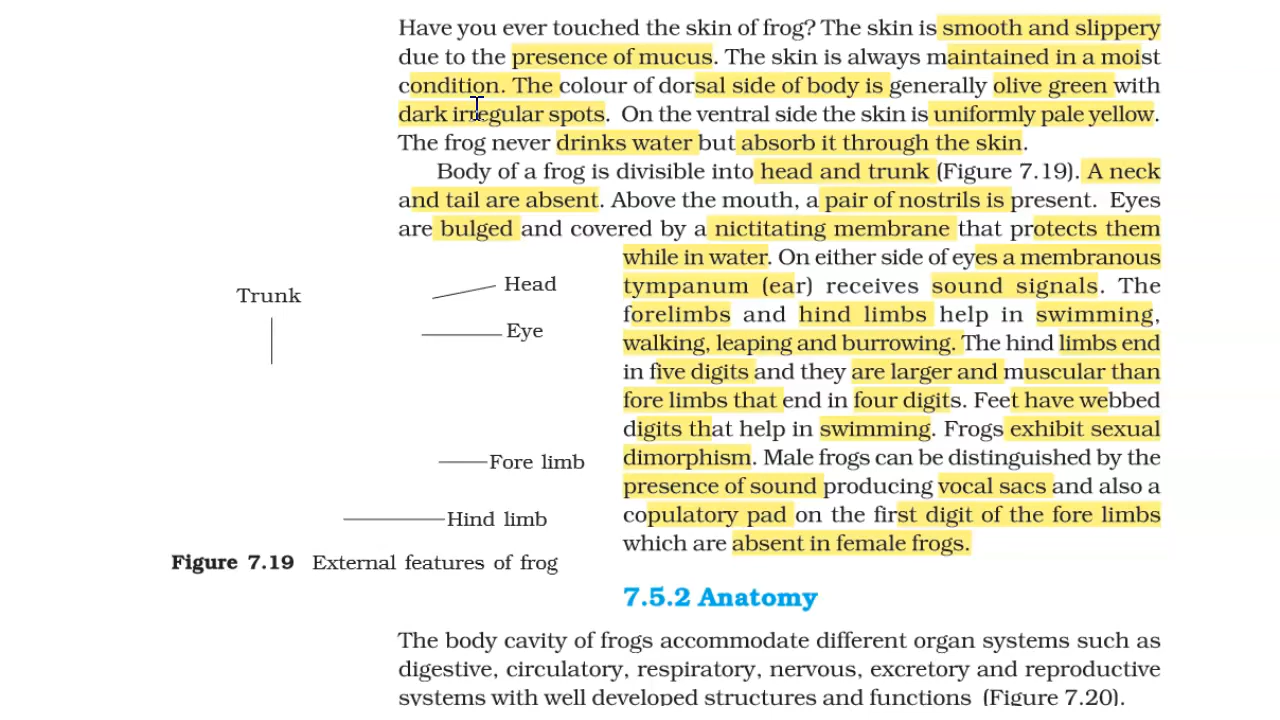 Have you ever touched the skin of frog? The skin is smooth and slippery
due to the presence of mucus. The skin is always maintained in a moist
condition. The colour of dorsal side of body is generally olive green with
dark irregular spots. On the ventral side the skin is uniformly pale yellow.
The frog never drinks water but absorb it through the skin.
Body of a frog is divisible into head and trunk (Figure 7.19). A neck
and tail are absent. Above the mouth, a pair of nostrils is present. Eyes
are bulged and covered by a nictitating membrane that protects them
while in water. On either side of eyes a membranous
tympanum (ear) receives sound signals. The
forelimbs and hind limbs help in swimming,
walking, leaping and burrowing. The hind limbs end
in five digits and they are larger and muscular than
fore limbs that end in four digits. Feet have webbed
digits that help in swimming. Frogs exhibit sexual
dimorphism. Male frogs can be distinguished by the
presence of sound producing vocal sacs and also a
copulatory pad on the first digit of the fore limbs
which are absent in female frogs.
Trunk
Head
Eye
Fore limb
Hind limb
Figure 7.19 External features of frog
7.5.2 Anatomy
The body cavity of frogs accommodate different organ systems such as
digestive, circulatory, respiratory, nervous, excretory and reproductive
systems with well developed structures and functions (Figure 7.20).